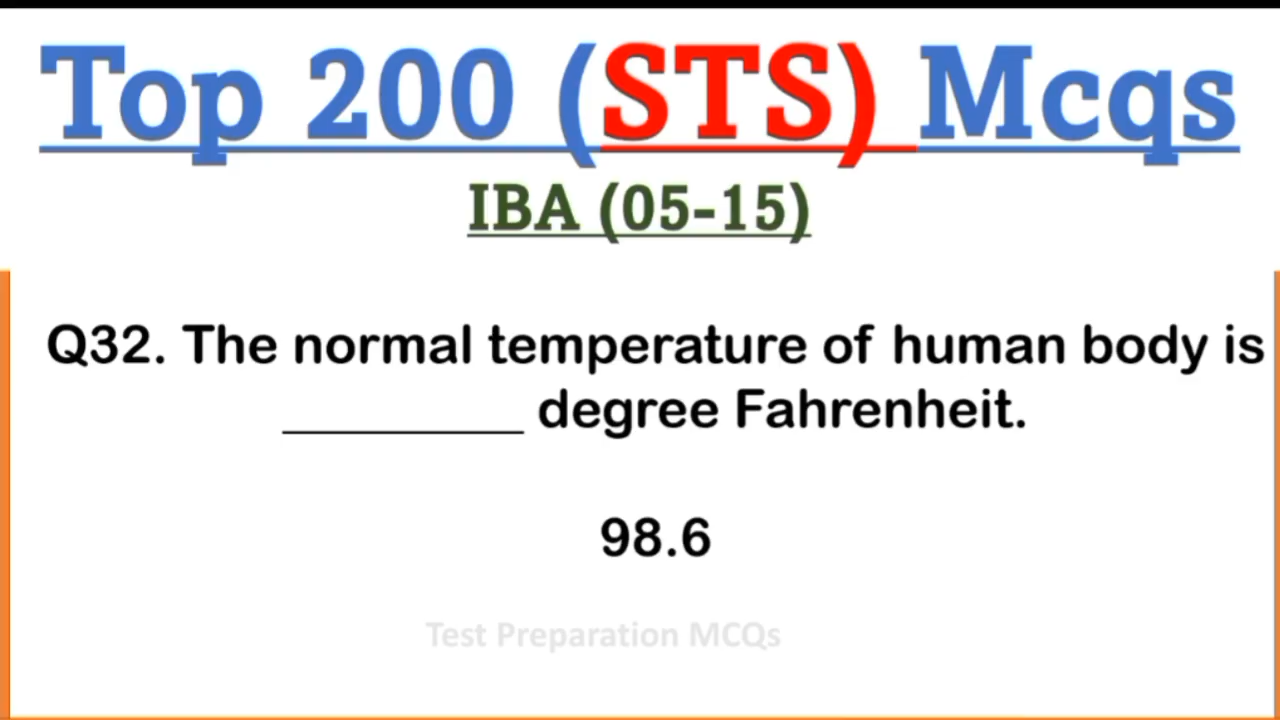 Top 200 (STS) Mcqs
IBA (05-15)
Q32. The normal temperature of human body is
_________ degree Fahrenheit.
98.6
Test Preparation MCQs